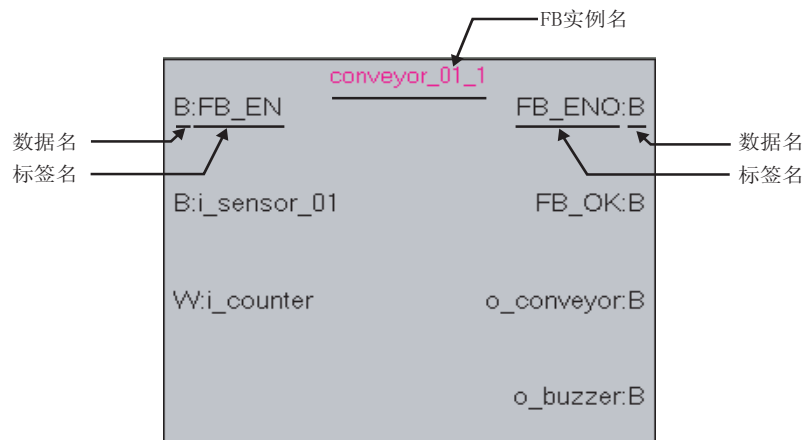 FB实例名
conveyor_01_1
B:FB_EN
FB_ENO:B
数据名
数据名
标签名
标签名
B:i_sensor_01
FB_OK:B
W:i_counter
o_conveyor:B
o_buzzer:B